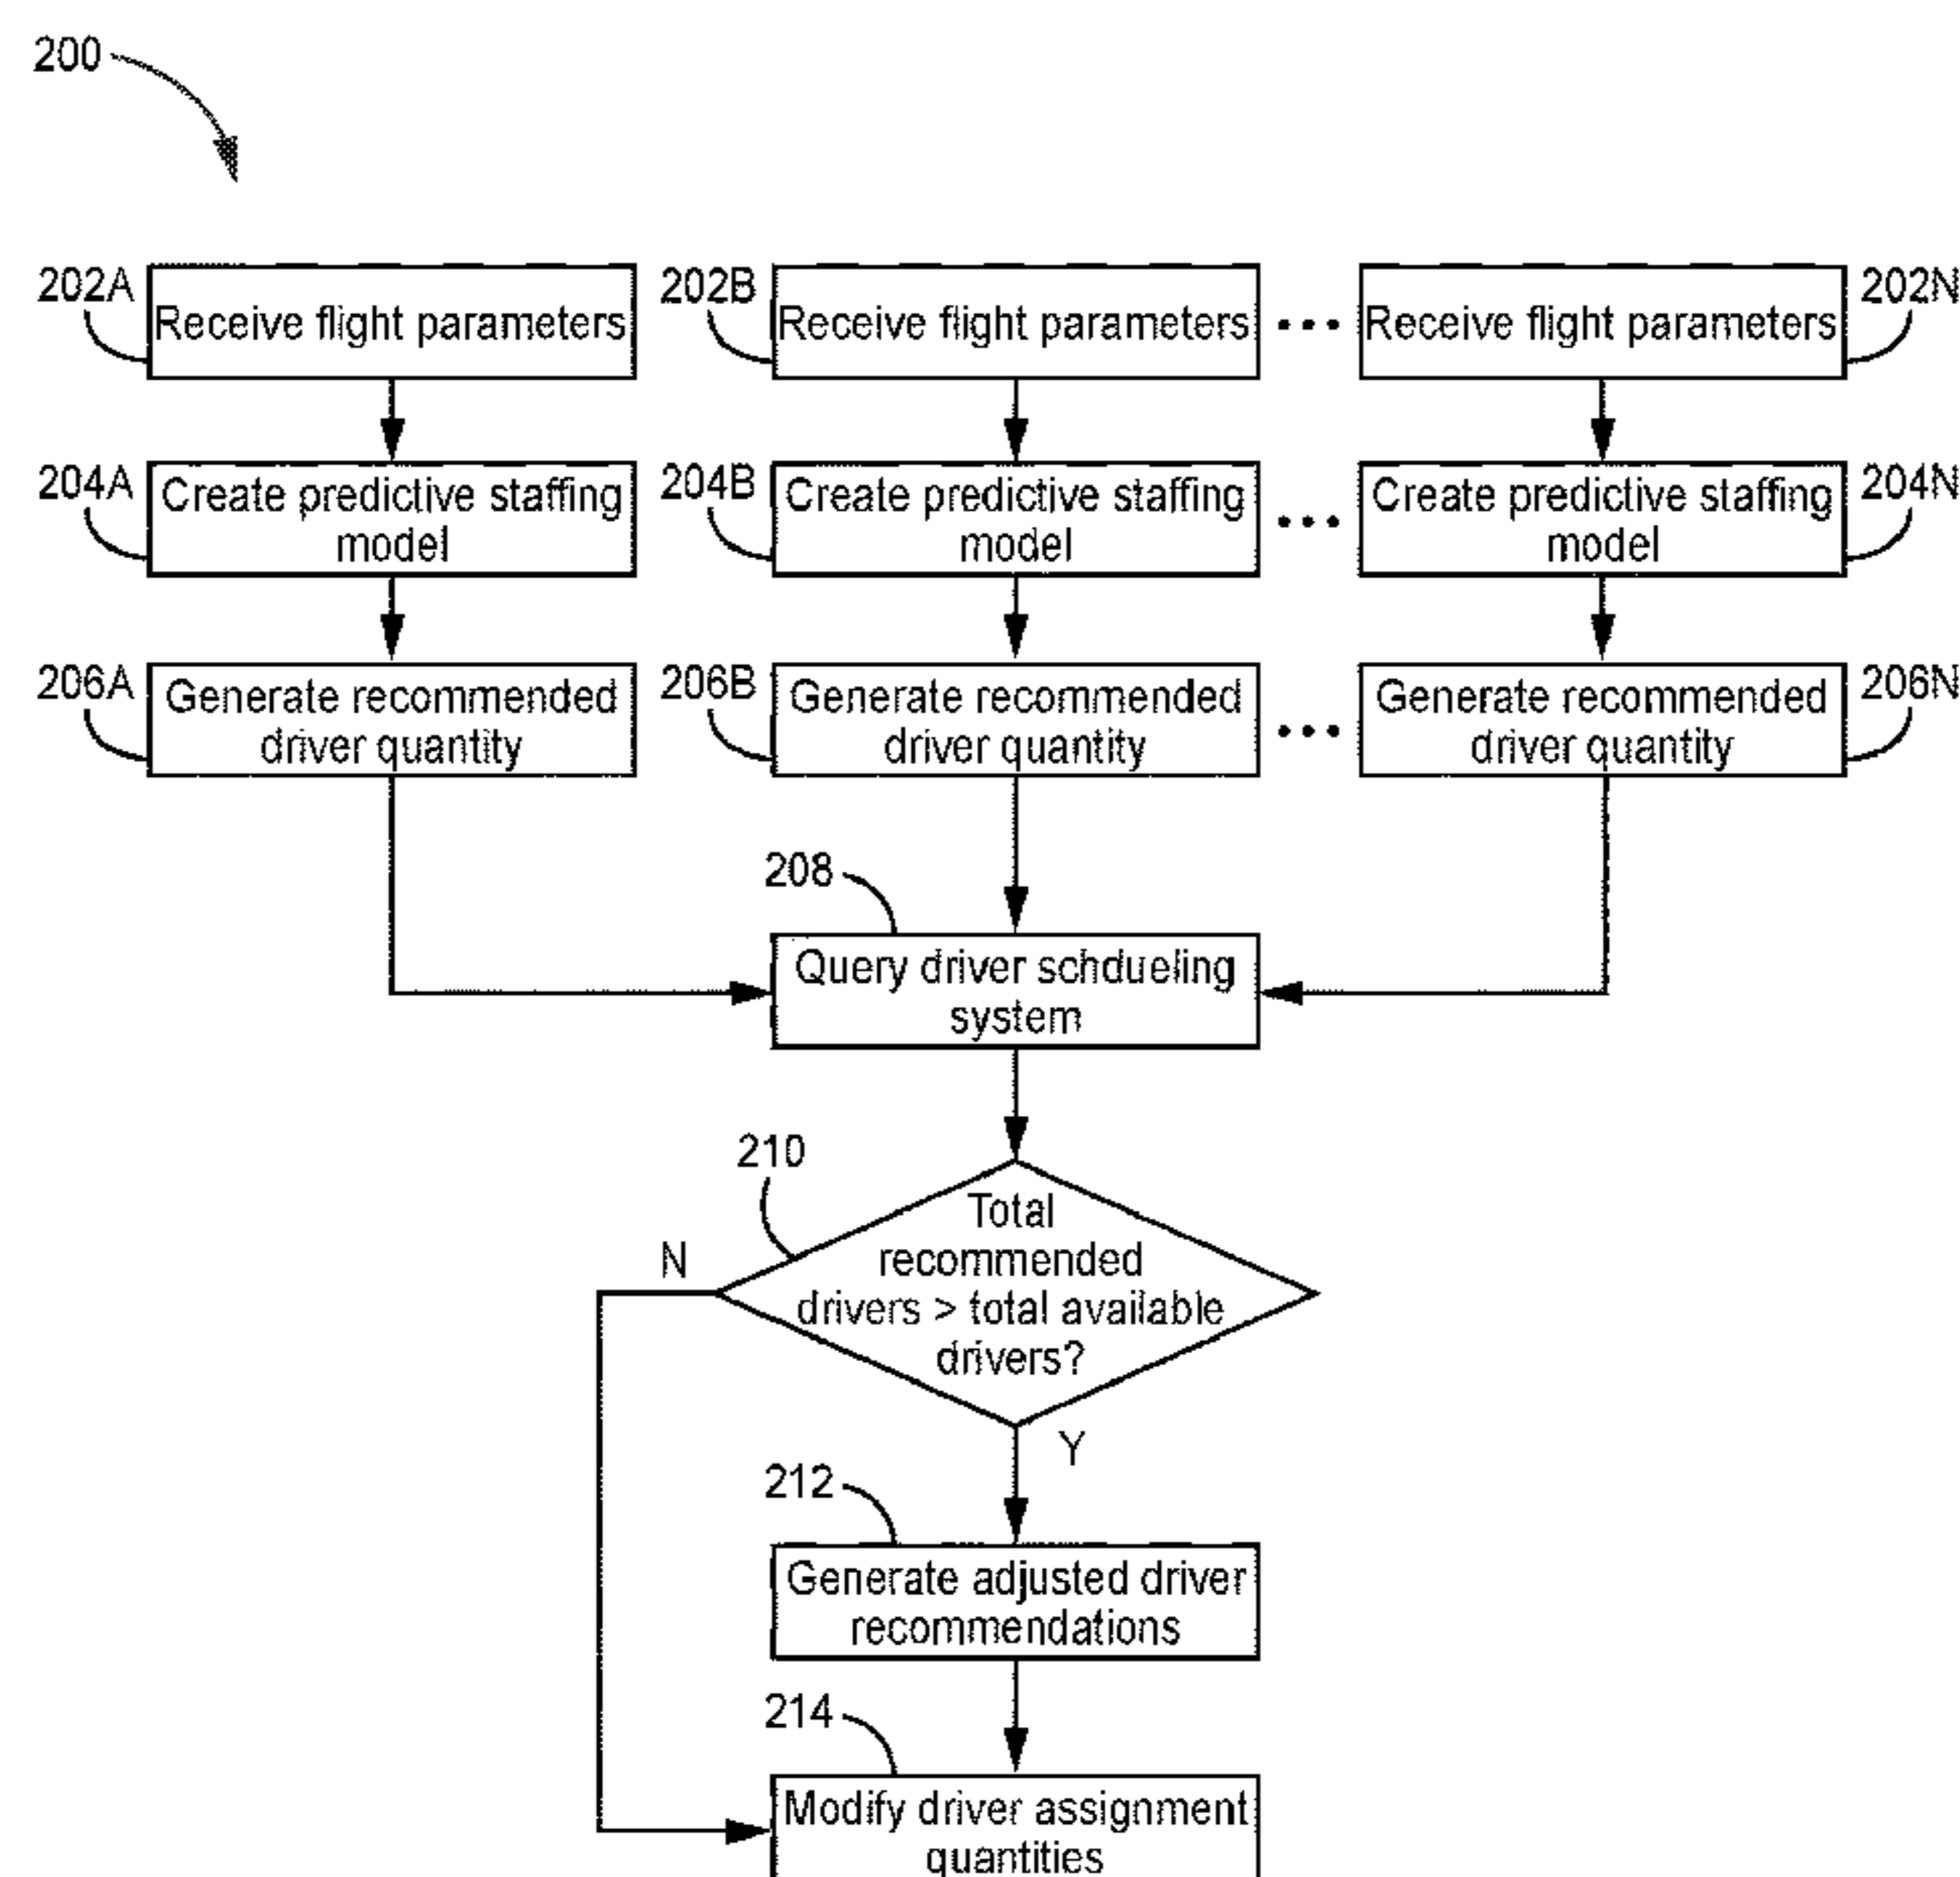 200
202A
Receive flight parameters
202B
Receive flight parameters
...
Receive flight parameters
202N
204A
Create predictive staffing
model
204B
Create predictive staffing
model
...
Create predictive staffing
model
204N
206A
Generate recommended
driver quantity
206B
Generate recommended
driver quantity
...
Generate recommended
driver quantity
206N
208
Query driver schdueling
system
210
Total
recommended
drivers > total available
drivers?
N
Y
212
Generate adjusted driver
recommendations
214
Modify driver assignment
quantities